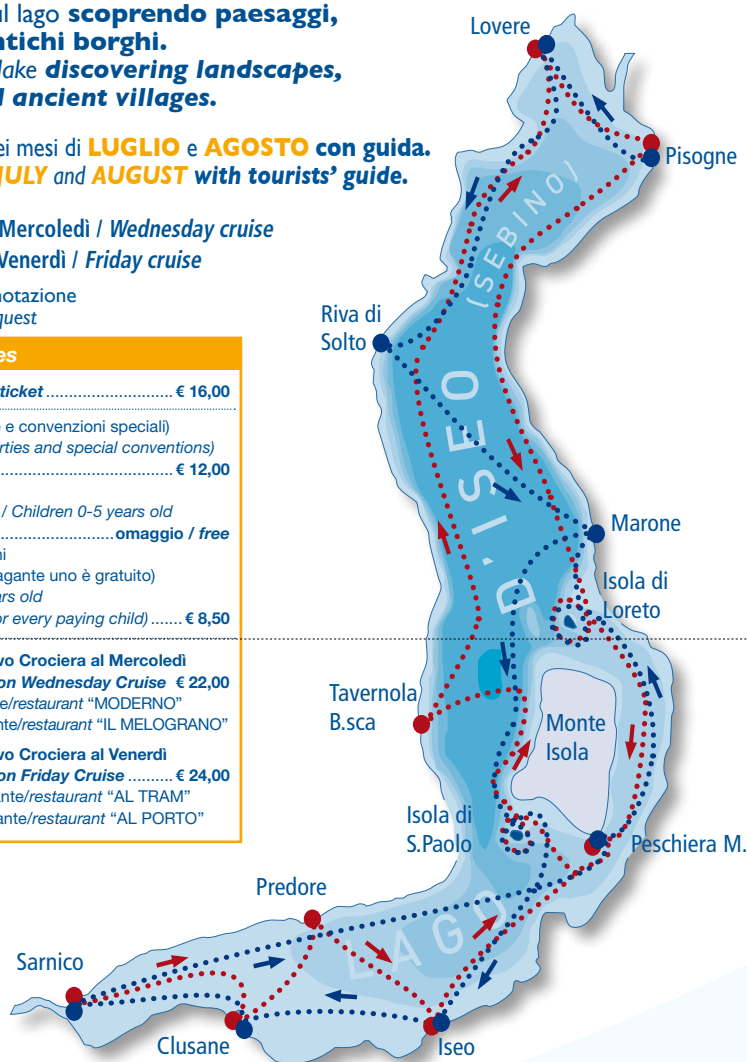 l lago scoprendo paesaggi,
ntichi borghi.
lake discovering landscapes,
ancient villages.
ei mesi di LUGLIO e AGOSTO con guida.
JULY and AUGUST with tourists' guide.
Mercoledì / Wednesday cruise
Venerdì / Friday cruise
notazione
quest
es
ticket ............................ € 16,00
e e convenzioni speciali)
rties and special conventions)
....................................... € 12,00
/ Children 0-5 years old
......................... omaggio / free
ni
agante uno è gratuito)
ars old
or every paying child) ....... € 8,50
vo Crociera al Mercoledì
on Wednesday Cruise € 22,00
e/restaurant “MODERNO”
ante/restaurant “IL MELOGRANO”
vo Crociera al Venerdì
on Friday Cruise .......... € 24,00
ante/restaurant “AL TRAM”
ante/restaurant “AL PORTO”
Lovere
Pisogne
(SEBINO)
Riva di
Solto
D'ISEO
Marone
Isola di
Loreto
Tavernola
B.sca
Monte
Isola
Isola di
S.Paolo
Peschiera M.
Predore
LAGO
Sarnico
Clusane
Iseo